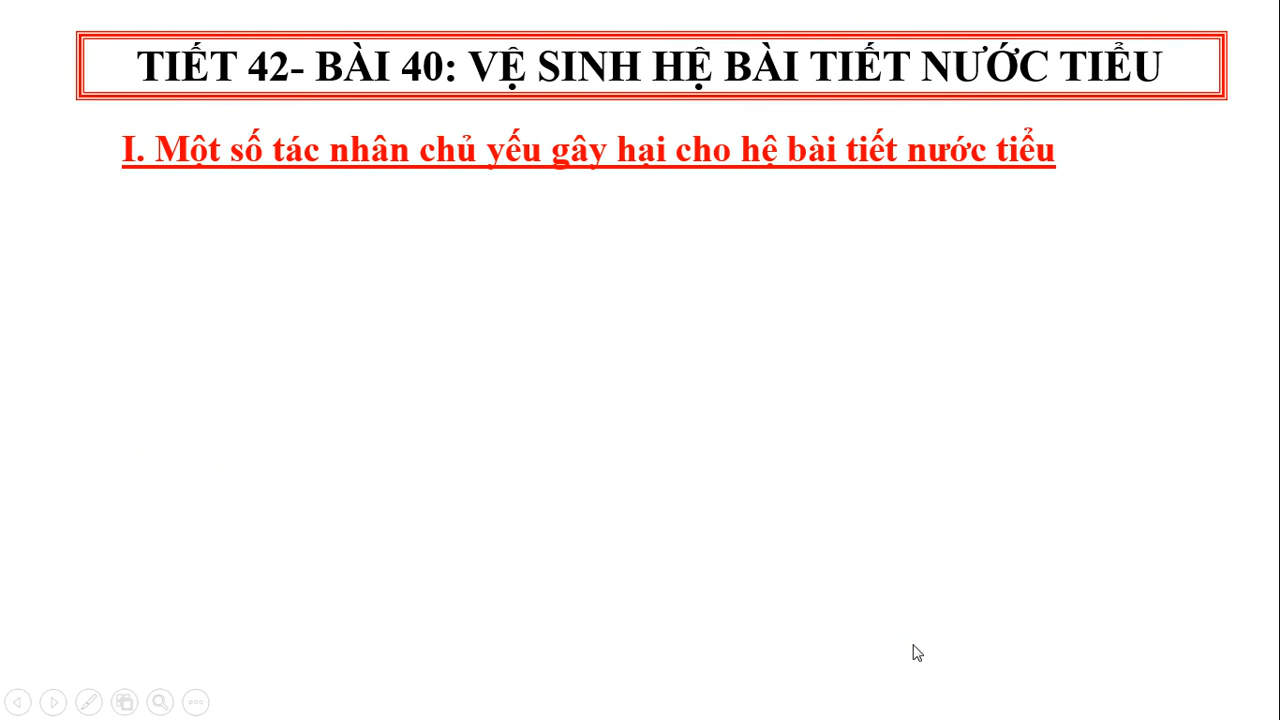 TIẾT 42- BÀI 40: VỆ SINH HỆ BÀI TIẾT NƯỚC TIỂU
I. Một số tác nhân chủ yếu gây hại cho hệ bài tiết nước tiểu